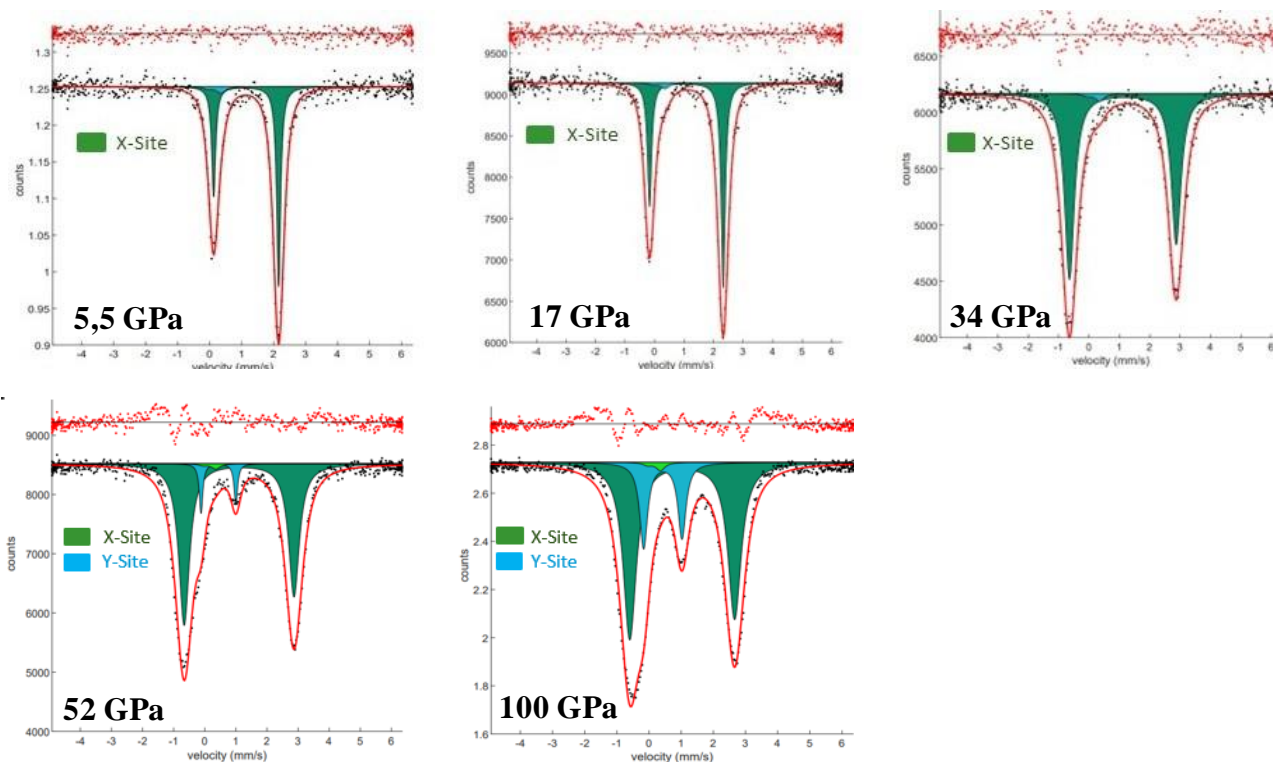 1.3
1.25
1.2
1.15
1.1
1.05
1
0.95
0.9
counts
X-Site
5,5 GPa
-4 -3 -2 -1 0 1 2 3 4 5 6
velocity (mm/s)
9500
9000
8500
8000
7500
7000
6500
6000
counts
X-Site
17 GPa
-4 -3 -2 -1 0 1 2 3 4 5 6
velocity (mm/s)
6500
6000
5500
5000
4500
4000
counts
X-Site
34 GPa
-4 -3 -2 -1 0 1 2 3 4 5 6
velocity (mm/s)
9000
8000
7000
6000
5000
4000
counts
X-Site
Y-Site
52 GPa
-4 -3 -2 -1 0 1 2 3 4 5 6
velocity (mm/s)
2.8
2.6
2.4
2.2
2
1.8
1.6
counts
X-Site
Y-Site
100 GPa
-4 -3 -2 -1 0 1 2 3 4 5 6
velocity (mm/s)